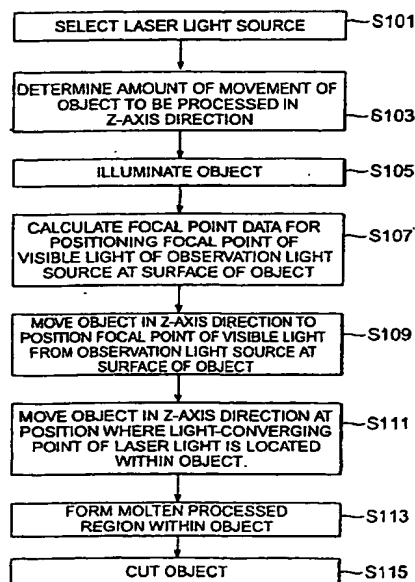 SELECT LASER LIGHT SOURCE
S101
DETERMINE AMOUNT OF MOVEMENT OF
OBJECT TO BE PROCESSED IN
Z-AXIS DIRECTION
S103
ILLUMINATE OBJECT
S105
CALCULATE FOCAL POINT DATA FOR
POSITIONING FOCAL POINT OF
VISIBLE LIGHT OF OBSERVATION LIGHT
SOURCE AT SURFACE OF OBJECT
S107
MOVE OBJECT IN Z-AXIS DIRECTION TO
POSITION FOCAL POINT OF VISIBLE LIGHT
FROM OBSERVATION LIGHT SOURCE AT
SURFACE OF OBJECT
S109
MOVE OBJECT IN Z-AXIS DIRECTION AT
POSITION WHERE LIGHT-CONVERGING
POINT OF LASER LIGHT IS LOCATED
WITHIN OBJECT.
S111
FORM MOLTEN PROCESSED
REGION WITHIN OBJECT
S113
CUT OBJECT
S115